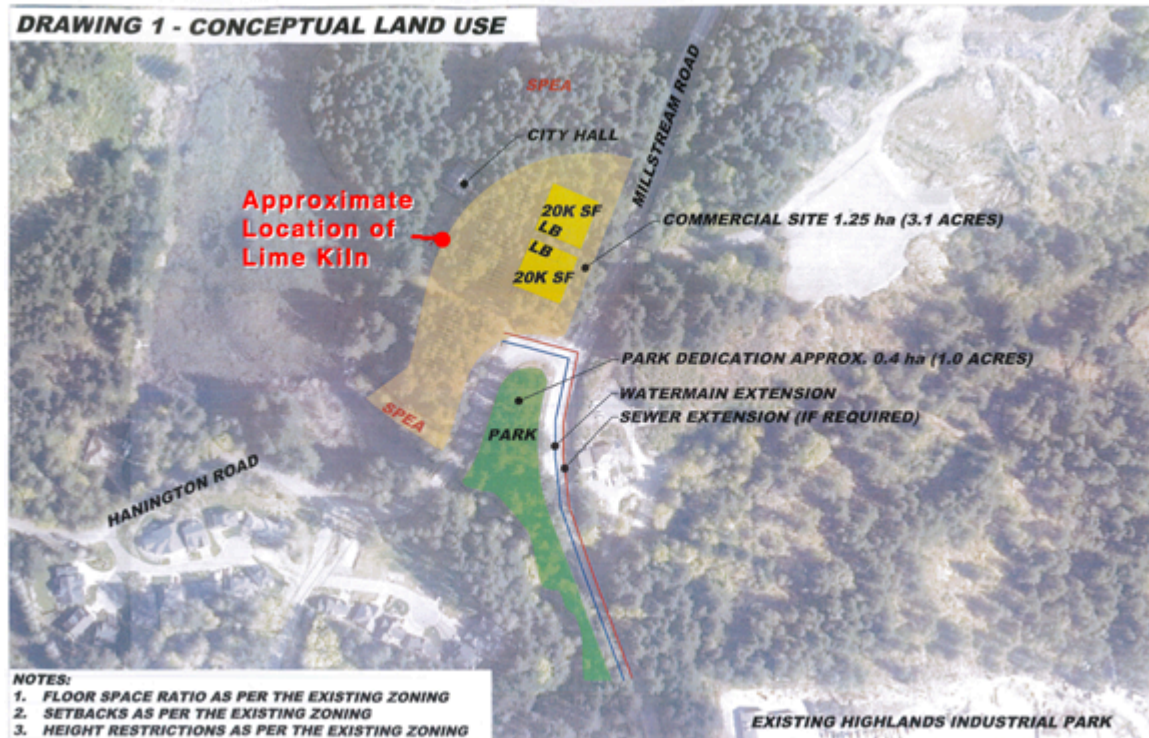 DRAWING 1 - CONCEPTUAL LAND USE
SPEA
MILLSTREAM ROAD
CITY HALL
Approximate
Location of
Lime Kiln
20K SF
LB
LB
20K SF
COMMERCIAL SITE 1.25 ha (3.1 ACRES)
PARK DEDICATION APPROX. 0.4 ha (1.0 ACRES)
WATERMAIN EXTENSION
SEWER EXTENSION (IF REQUIRED)
SPEA
PARK
HANINGTON ROAD
NOTES:
1. FLOOR SPACE RATIO AS PER THE EXISTING ZONING
2. SETBACKS AS PER THE EXISTING ZONING
3. HEIGHT RESTRICTIONS AS PER THE EXISTING ZONING
EXISTING HIGHLANDS INDUSTRIAL PARK